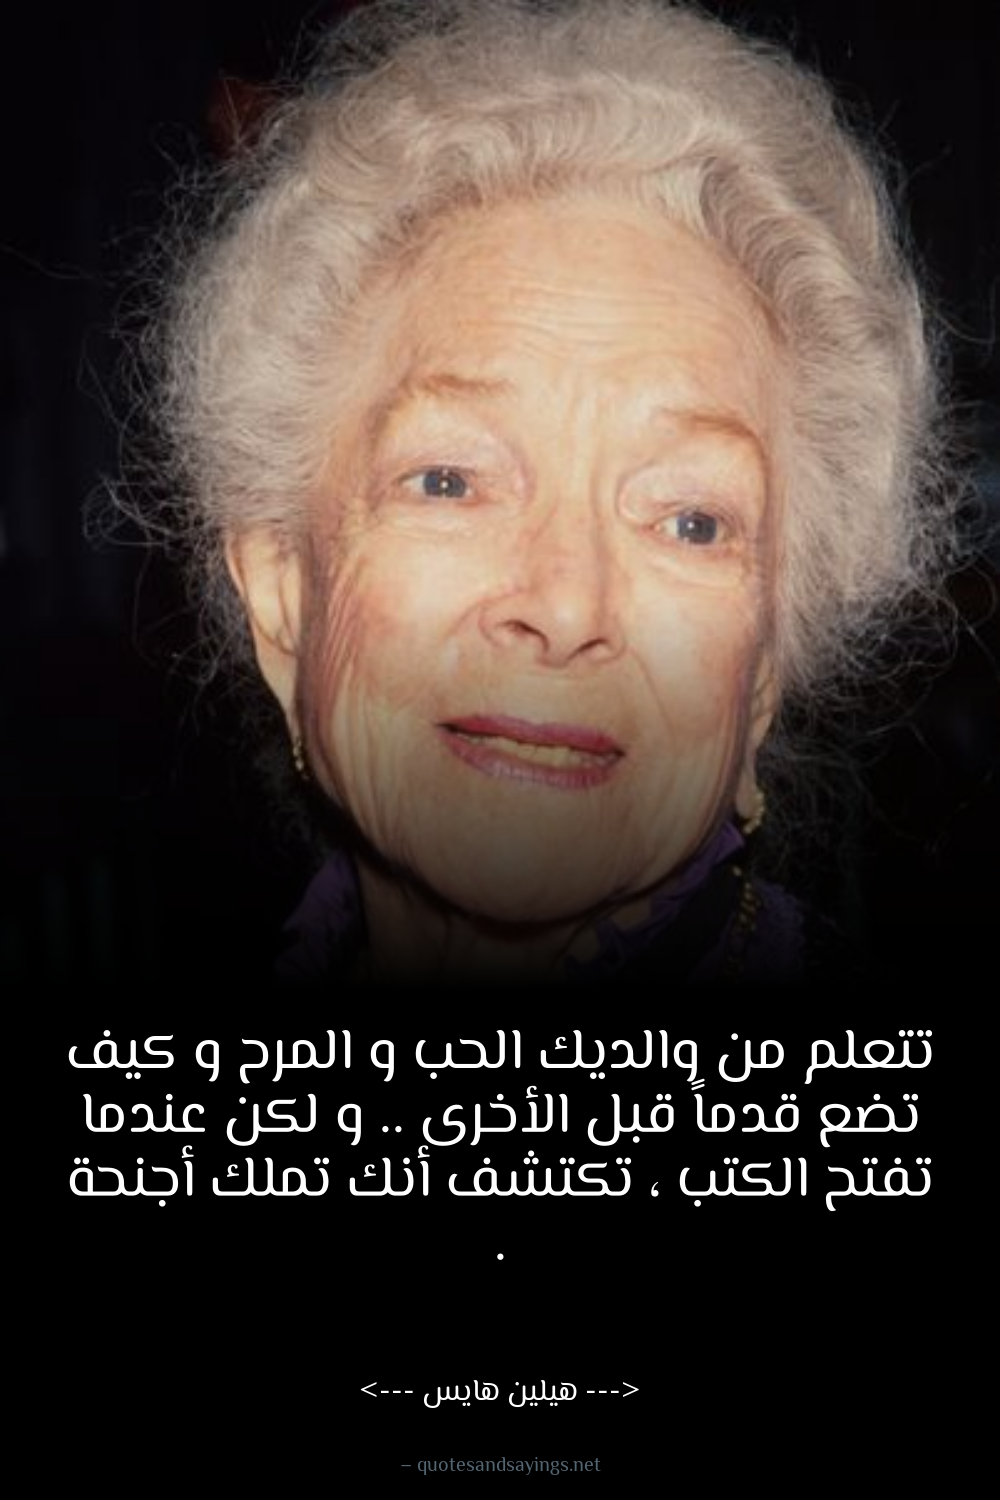 تتعلم من والديك الحب و المرح و كيف
تضع قدماً قبل الأخرى .. و لكن عندما
تفتح الكتب ، تكتشف أنك تملك أجنحة
.
<--- هيلين هايس --->
– quotesandsayings.net